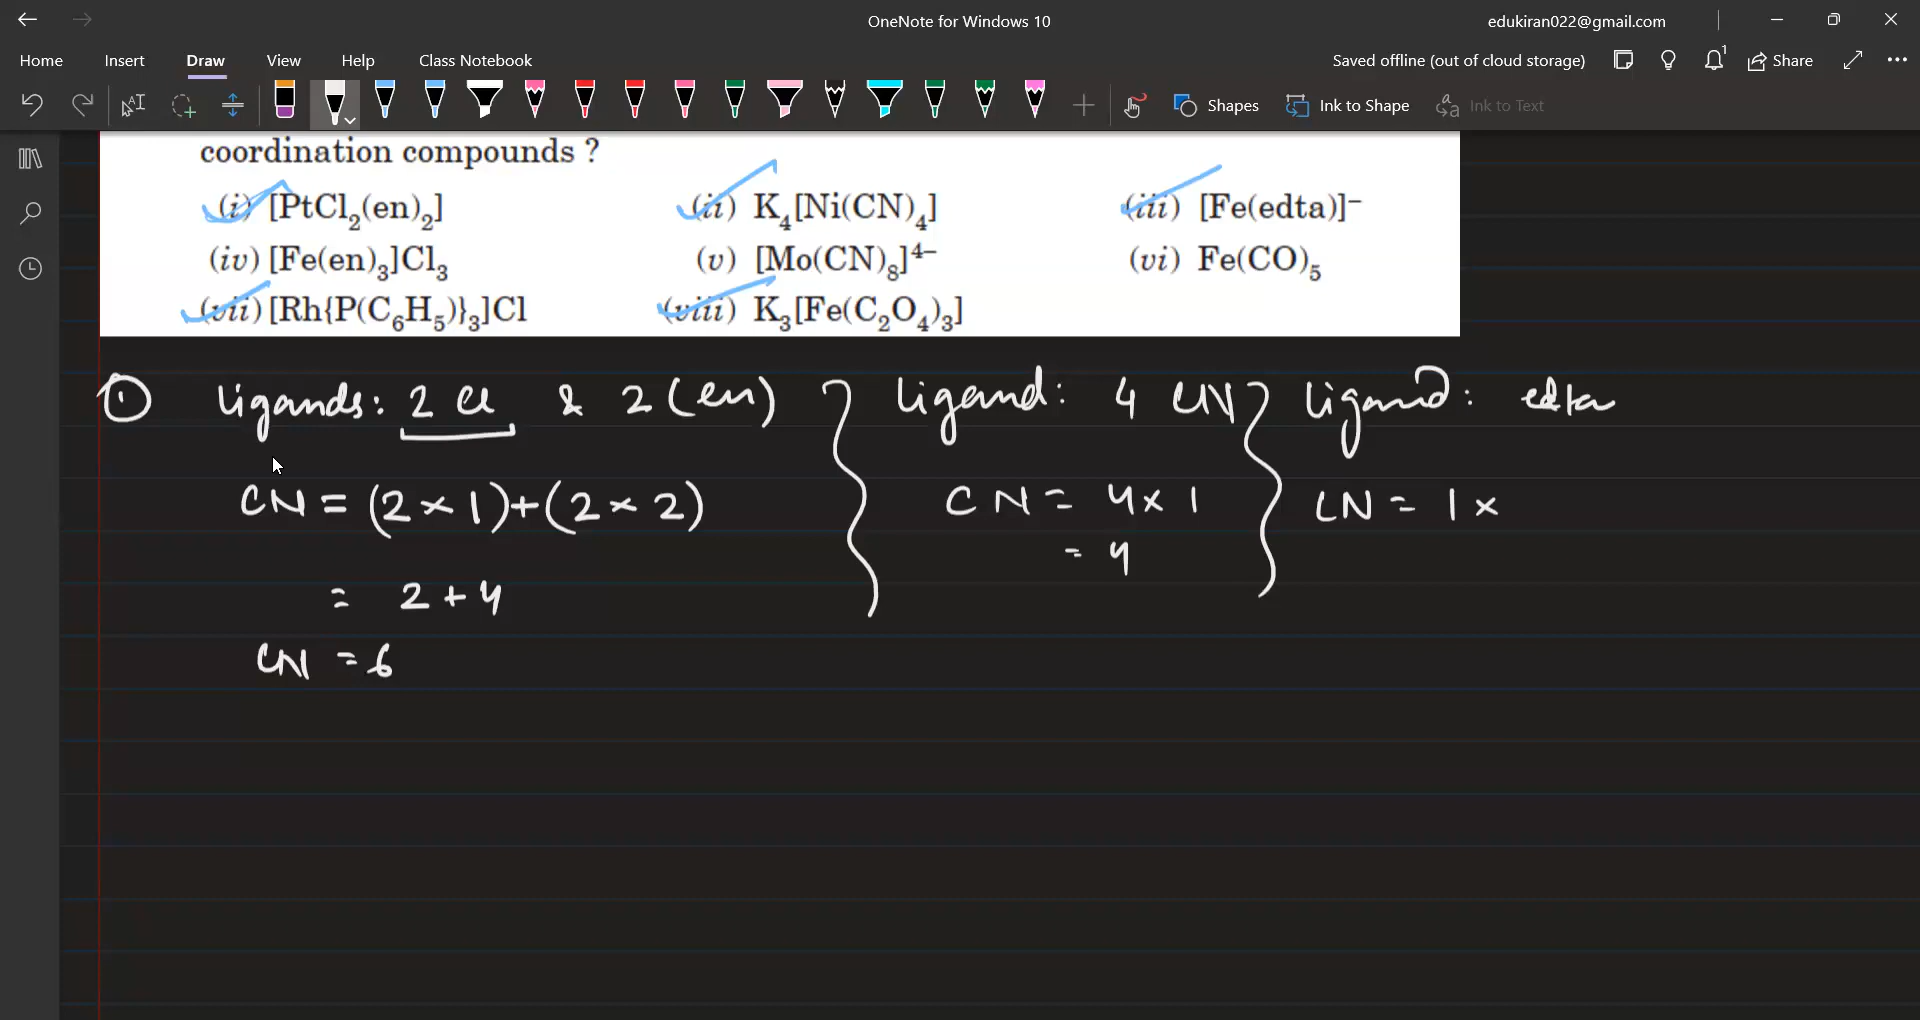 OneNote for Windows 10
edukiran022@gmail.com
Home Insert Draw View Help Class Notebook
Saved offline (out of cloud storage) 1 Share
Shapes Ink to Shape Ink to Text
coordination compounds ?
(i) [PtCl₂(en)₂] (ii) K₄[Ni(CN)₄] (iii) [Fe(edta)]⁻
(iv) [Fe(en)₃]Cl₃ (v) [Mo(CN)₈]⁴⁻ (vi) Fe(CO)₅
(vii) [Rh{P(C₆H₅)}₃]Cl (viii) K₃[Fe(C₂O₄)₃]
① Ligands: 2 Cl & 2 (en)
CN = (2 × 1)+(2 × 2)
= 2 + 4
CN = 6
Ligand: 4 CN
CN = 4 × 1
= 4
Ligand: edta
CN = 1 ×